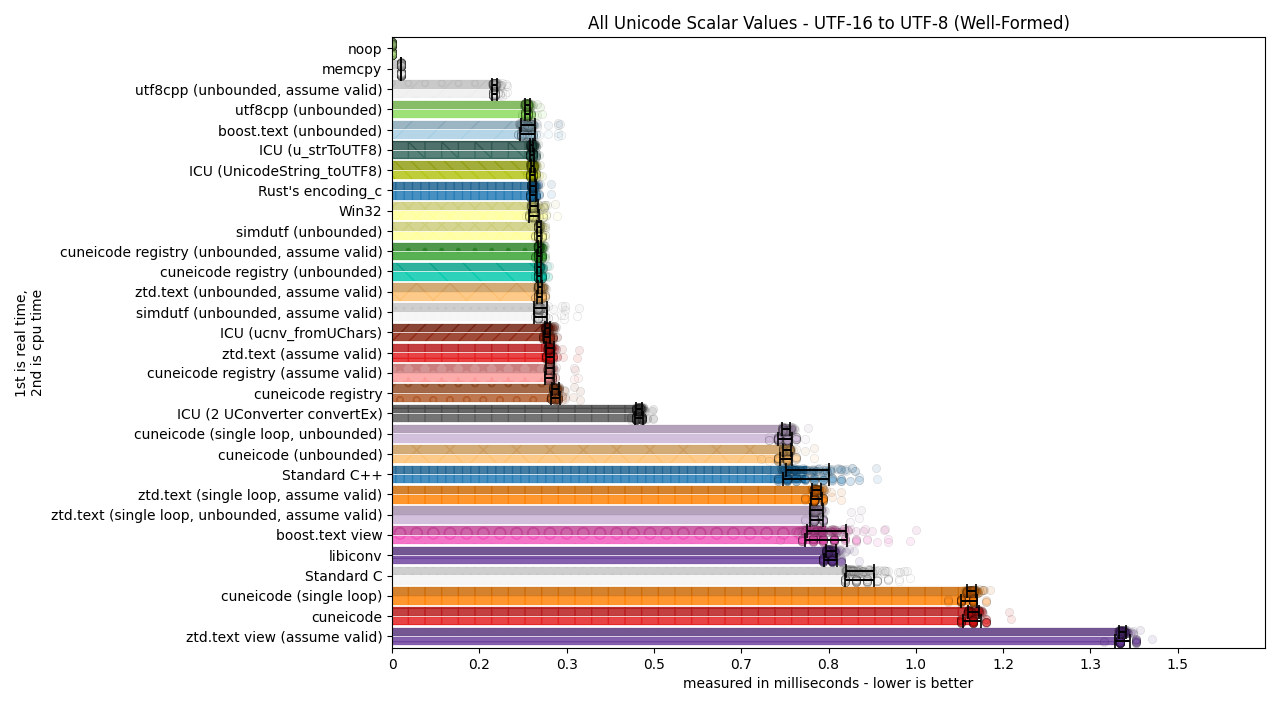 All Unicode Scalar Values - UTF-16 to UTF-8 (Well-Formed)
noop
memcpy
utf8cpp (unbounded, assume valid)
utf8cpp (unbounded)
boost.text (unbounded)
ICU (u_strToUTF8)
ICU (UnicodeString_toUTF8)
Rust's encoding_c
Win32
simdutf (unbounded)
cuneicode registry (unbounded, assume valid)
cuneicode registry (unbounded)
ztd.text (unbounded, assume valid)
simdutf (unbounded, assume valid)
ICU (ucnv_fromUChars)
ztd.text (assume valid)
cuneicode registry (assume valid)
cuneicode registry
ICU (2 UConverter convertEx)
cuneicode (single loop, unbounded)
cuneicode (unbounded)
Standard C++
ztd.text (single loop, assume valid)
ztd.text (single loop, unbounded, assume valid)
boost.text view
libiconv
Standard C
cuneicode (single loop)
cuneicode
ztd.text view (assume valid)
1st is real time,
2nd is cpu time
0 0.2 0.3 0.5 0.7 0.8 1.0 1.2 1.3 1.5
measured in milliseconds - lower is better